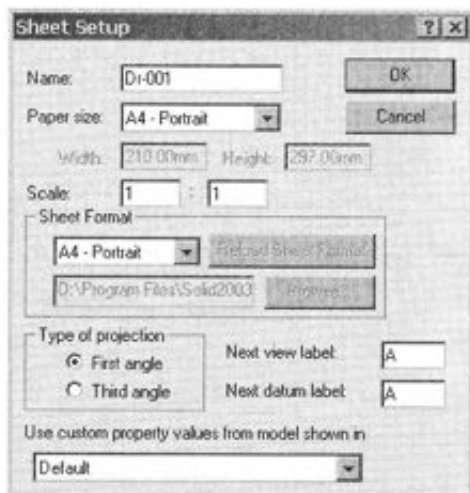 Sheet Setup
Name: Dr-001 OK
Paper size: A4 - Portrait Cancel
Width: 210.00mm Height: 297.00mm
Scale: 1 : 1
Sheet Format
A4 - Portrait Reload Sheet Format
D:\Program Files\Solid2003 Browse...
Type of projection
First angle Next view label: A
Third angle Next datum label: A
Use custom property values from model shown in
Default